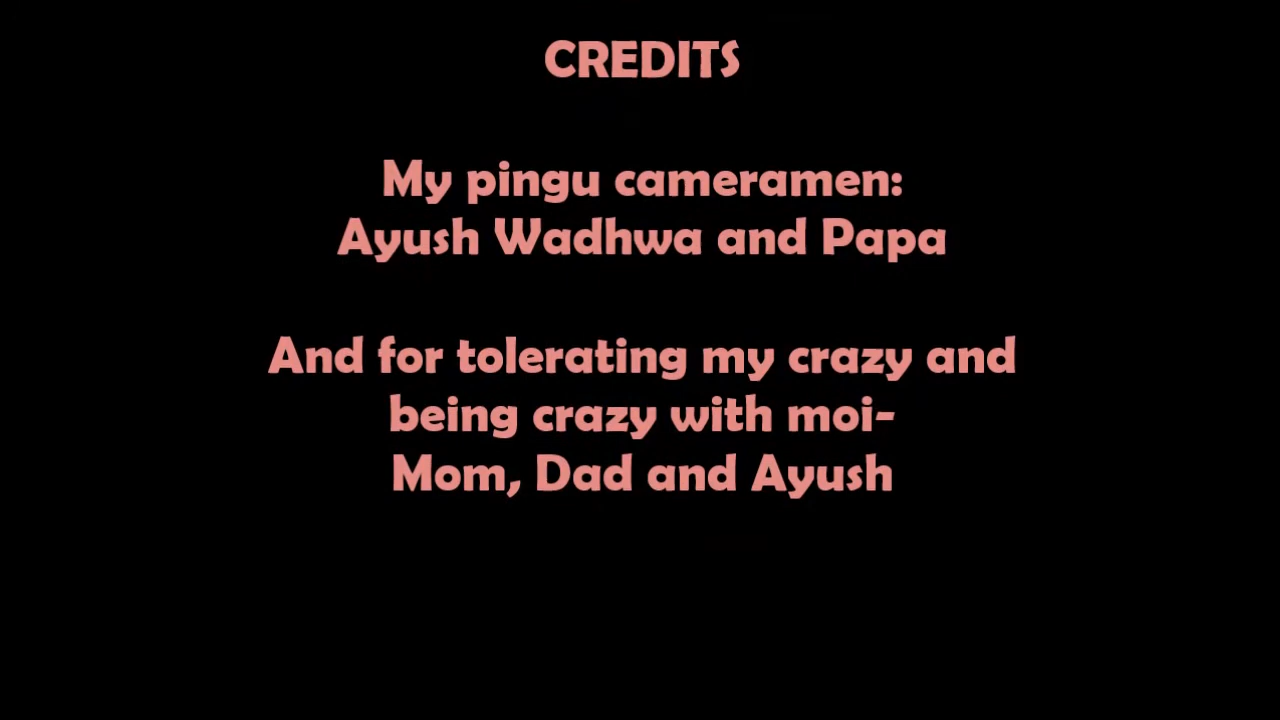 CREDITS
My pingu cameramen:
Ayush Wadhwa and Papa
And for tolerating my crazy and
being crazy with moi-
Mom, Dad and Ayush